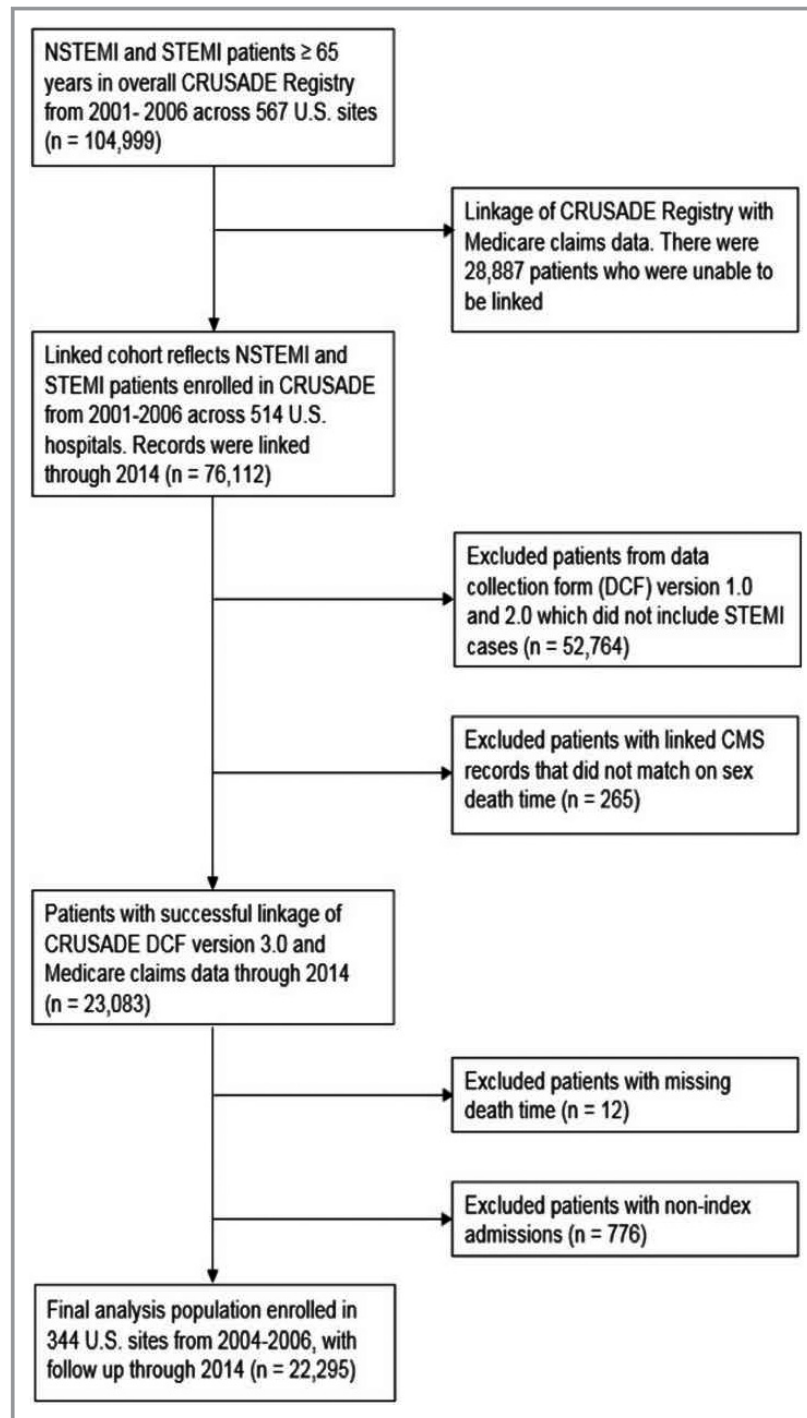 NSTEMI and STEMI patients ≥ 65
years in overall CRUSADE Registry
from 2001- 2006 across 567 U.S. sites
(n = 104,999)
Linkage of CRUSADE Registry with
Medicare claims data. There were
28,887 patients who were unable to
be linked
Linked cohort reflects NSTEMI and
STEMI patients enrolled in CRUSADE
from 2001-2006 across 514 U.S.
hospitals. Records were linked
through 2014 (n = 76,112)
Excluded patients from data
collection form (DCF) version 1.0
and 2.0 which did not include STEMI
cases (n = 52,764)
Excluded patients with linked CMS
records that did not match on sex
death time (n = 265)
Patients with successful linkage of
CRUSADE DCF version 3.0 and
Medicare claims data through 2014
(n = 23,083)
Excluded patients with missing
death time (n = 12)
Excluded patients with non-index
admissions (n = 776)
Final analysis population enrolled in
344 U.S. sites from 2004-2006, with
follow up through 2014 (n = 22,295)